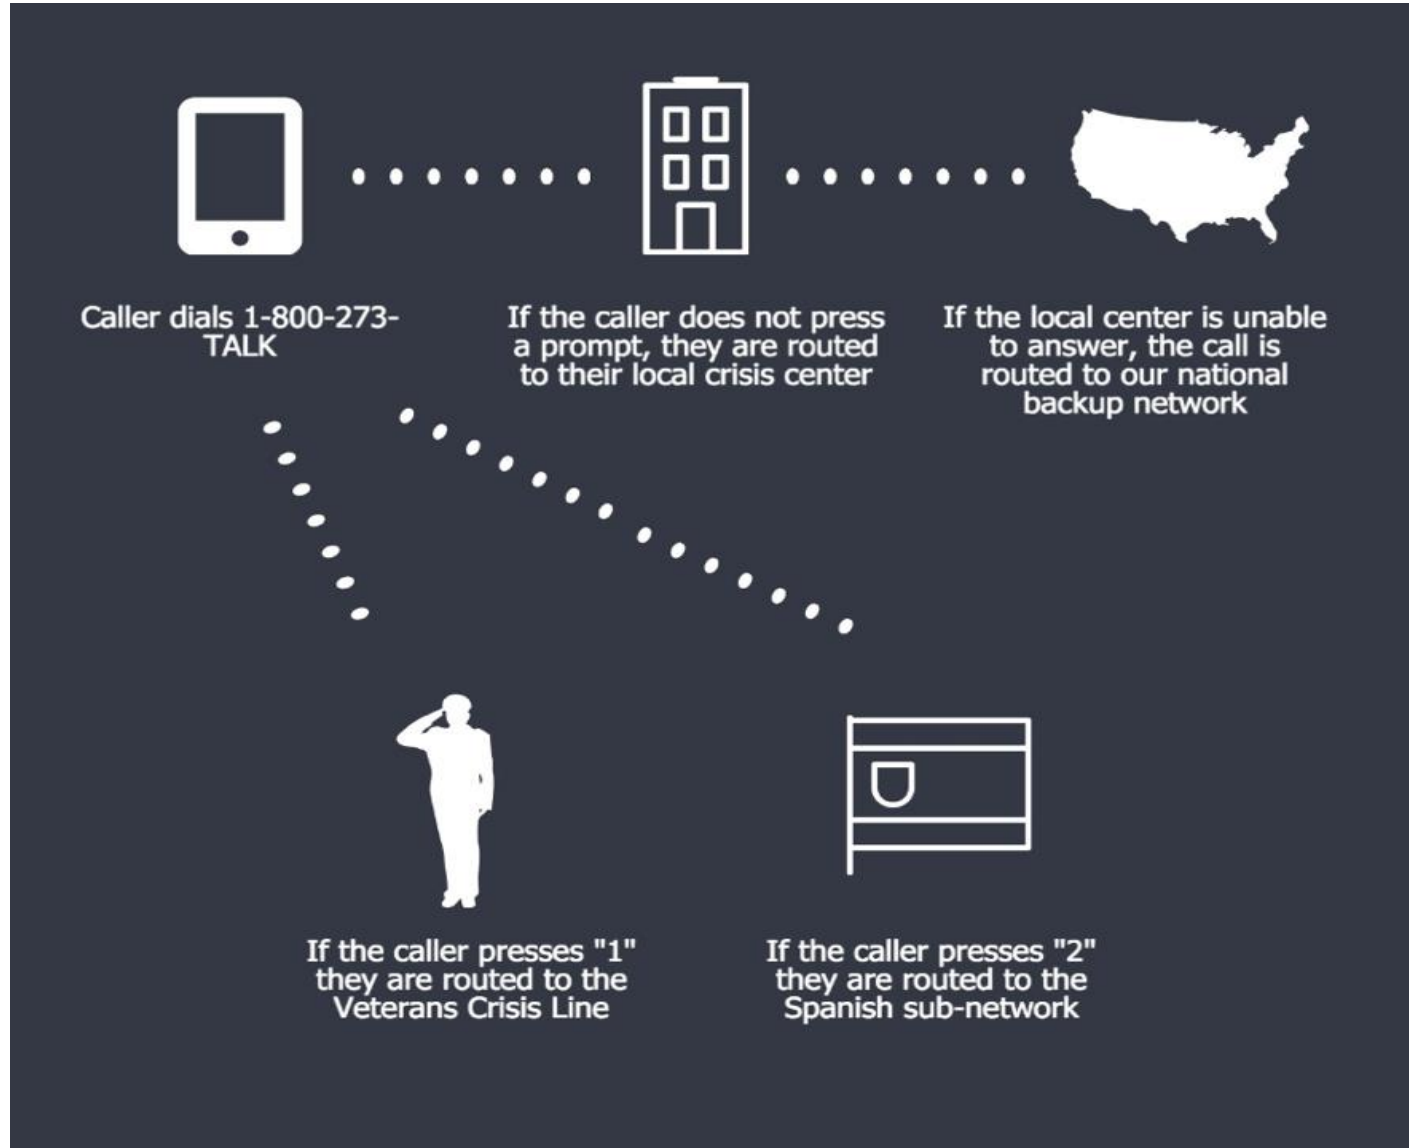 Caller dials 1-800-273-
TALK
If the caller does not press
a prompt, they are routed
to their local crisis center
If the local center is unable
to answer, the call is
routed to our national
backup network
If the caller presses "1"
they are routed to the
Veterans Crisis Line
If the caller presses "2"
they are routed to the
Spanish sub-network